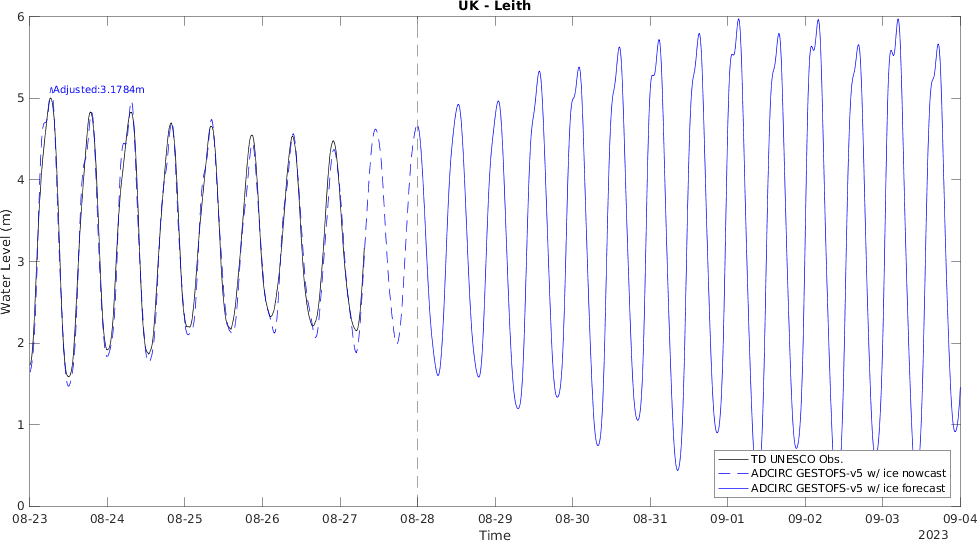 UK - Leith
6
5
4
3
2
1
0
Water Level (m)
Adjusted:3.1784m
TD UNESCO Obs.
ADCIRC GESTOFS-v5 w/ ice nowcast
ADCIRC GESTOFS-v5 w/ ice forecast
08-23 08-24 08-25 08-26 08-27 08-28 08-29 08-30 08-31 09-01 09-02 09-03 09-04
Time
2023